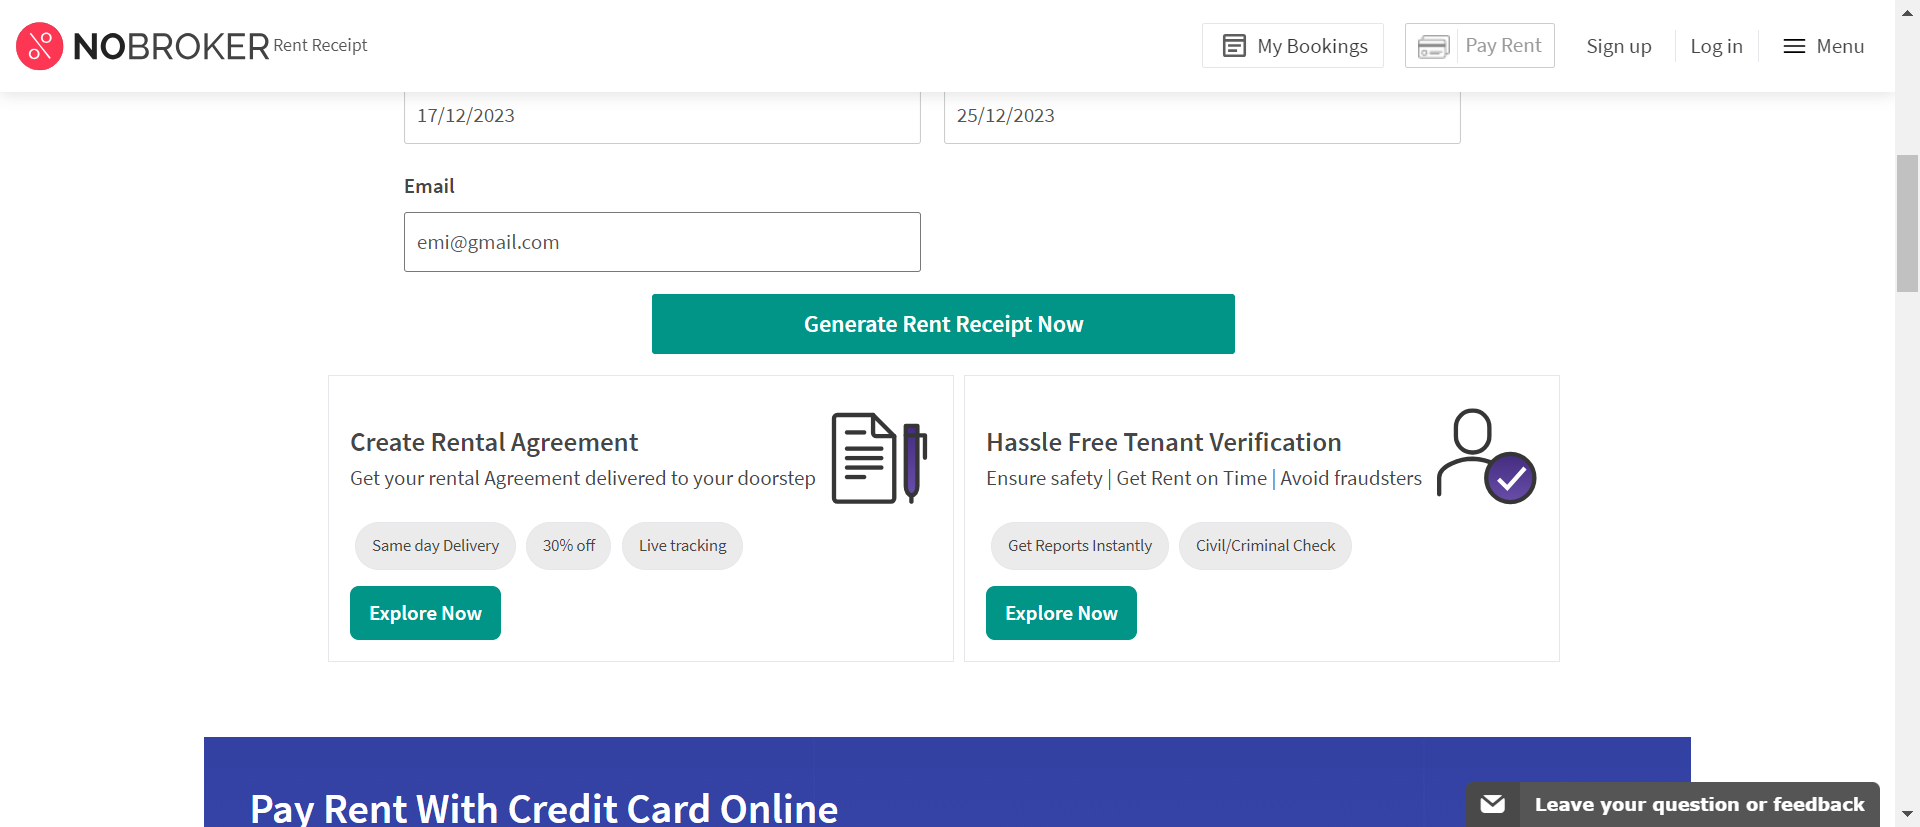 NOBROKER Rent Receipt
My Bookings
Pay Rent
Sign up
Log in
Menu
17/12/2023
25/12/2023
Email
emi@gmail.com
Generate Rent Receipt Now
Create Rental Agreement
Get your rental Agreement delivered to your doorstep
Same day Delivery
30% off
Live tracking
Explore Now
Hassle Free Tenant Verification
Ensure safety | Get Rent on Time | Avoid fraudsters
Get Reports Instantly
Civil/Criminal Check
Explore Now
Pay Rent With Credit Card Online
Leave your question or feedback